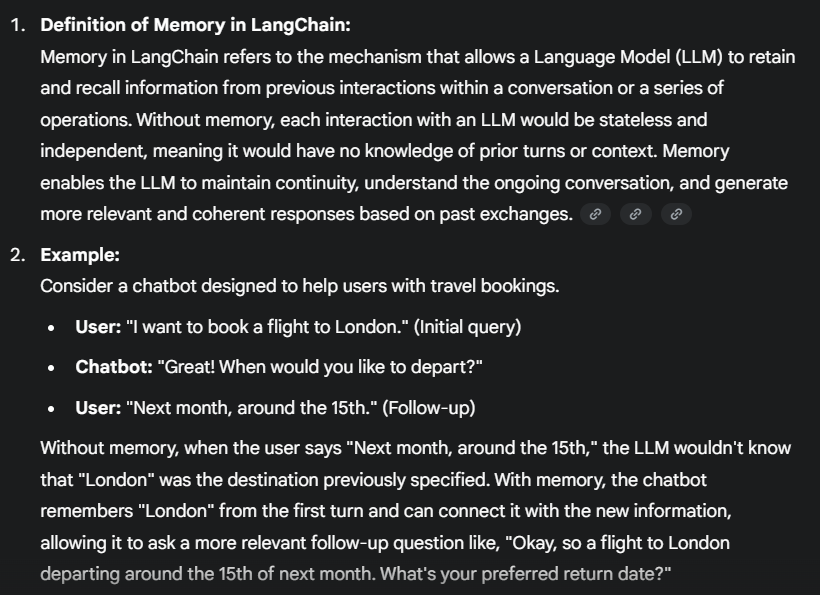 1. Definition of Memory in LangChain:
Memory in LangChain refers to the mechanism that allows a Language Model (LLM) to retain
and recall information from previous interactions within a conversation or a series of
operations. Without memory, each interaction with an LLM would be stateless and
independent, meaning it would have no knowledge of prior turns or context. Memory
enables the LLM to maintain continuity, understand the ongoing conversation, and generate
more relevant and coherent responses based on past exchanges.
2. Example:
Consider a chatbot designed to help users with travel bookings.
• User: "I want to book a flight to London." (Initial query)
• Chatbot: "Great! When would you like to depart?"
• User: "Next month, around the 15th." (Follow-up)
Without memory, when the user says "Next month, around the 15th," the LLM wouldn't know
that "London" was the destination previously specified. With memory, the chatbot
remembers "London" from the first turn and can connect it with the new information,
allowing it to ask a more relevant follow-up question like, "Okay, so a flight to London
departing around the 15th of next month. What's your preferred return date?"